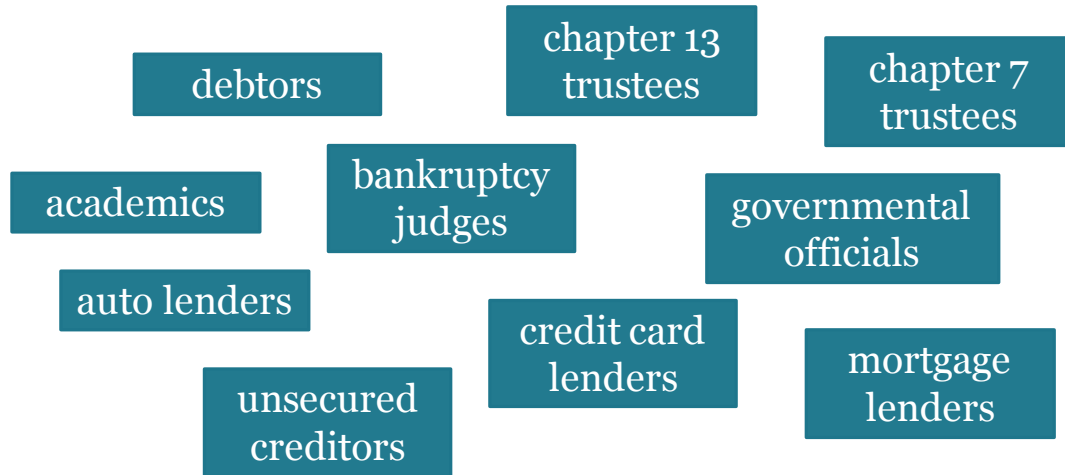 debtors
chapter 13
trustees
chapter 7
trustees
academics
bankruptcy
judges
governmental
officials
auto lenders
credit card
lenders
mortgage
lenders
unsecured
creditors